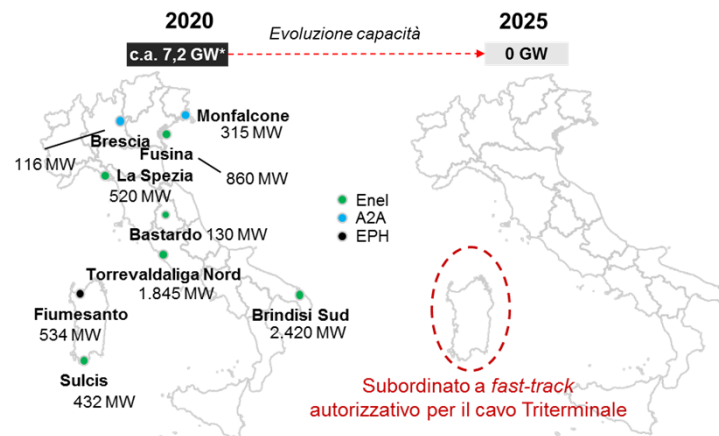 2020
Evoluzione capacità
2025
c.a. 7,2 GW*
0 GW
Monfalcone
315 MW
Brescia
116 MW
Fusina
860 MW
La Spezia
520 MW
Enel
A2A
EPH
Bastardo 130 MW
Torrevaldaliga Nord
1.845 MW
Fiumesanto
534 MW
Brindisi Sud
2.420 MW
Sulcis
432 MW
Subordinato a fast-track
autorizzativo per il cavo Triterminale